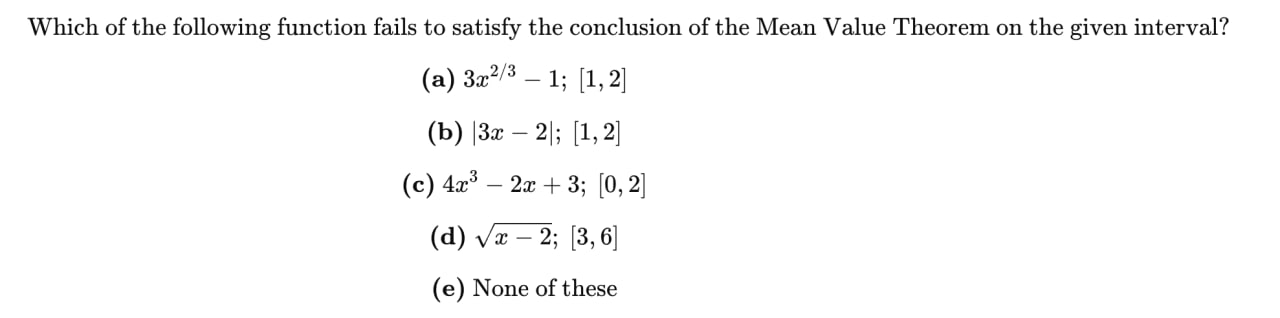 Which of the following function fails to satisfy the conclusion of the Mean Value Theorem on the given interval?
(a) 3x^{2/3} − 1; [1, 2]
(b) |3x − 2|; [1, 2]
(c) 4x³ − 2x + 3; [0, 2]
(d) √(x − 2); [3, 6]
(e) None of these